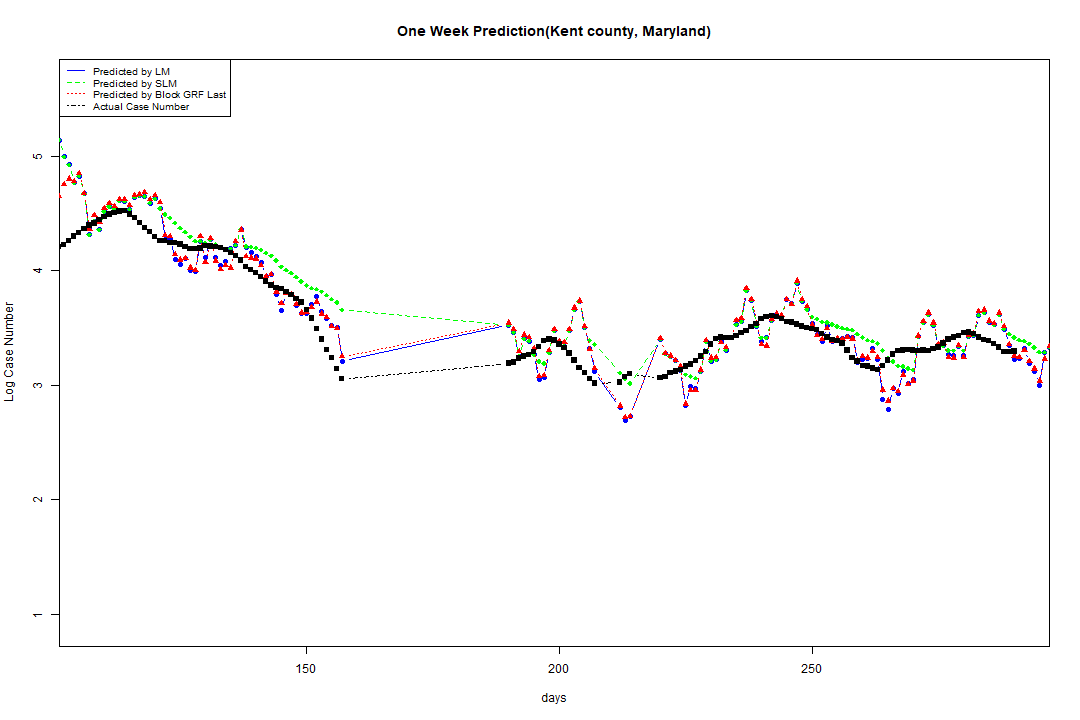 One Week Prediction(Kent county, Maryland)
Predicted by LM
Predicted by SLM
Predicted by Block GRF Last
Actual Case Number
5
4
3
2
1
Log Case Number
150
200
250
days